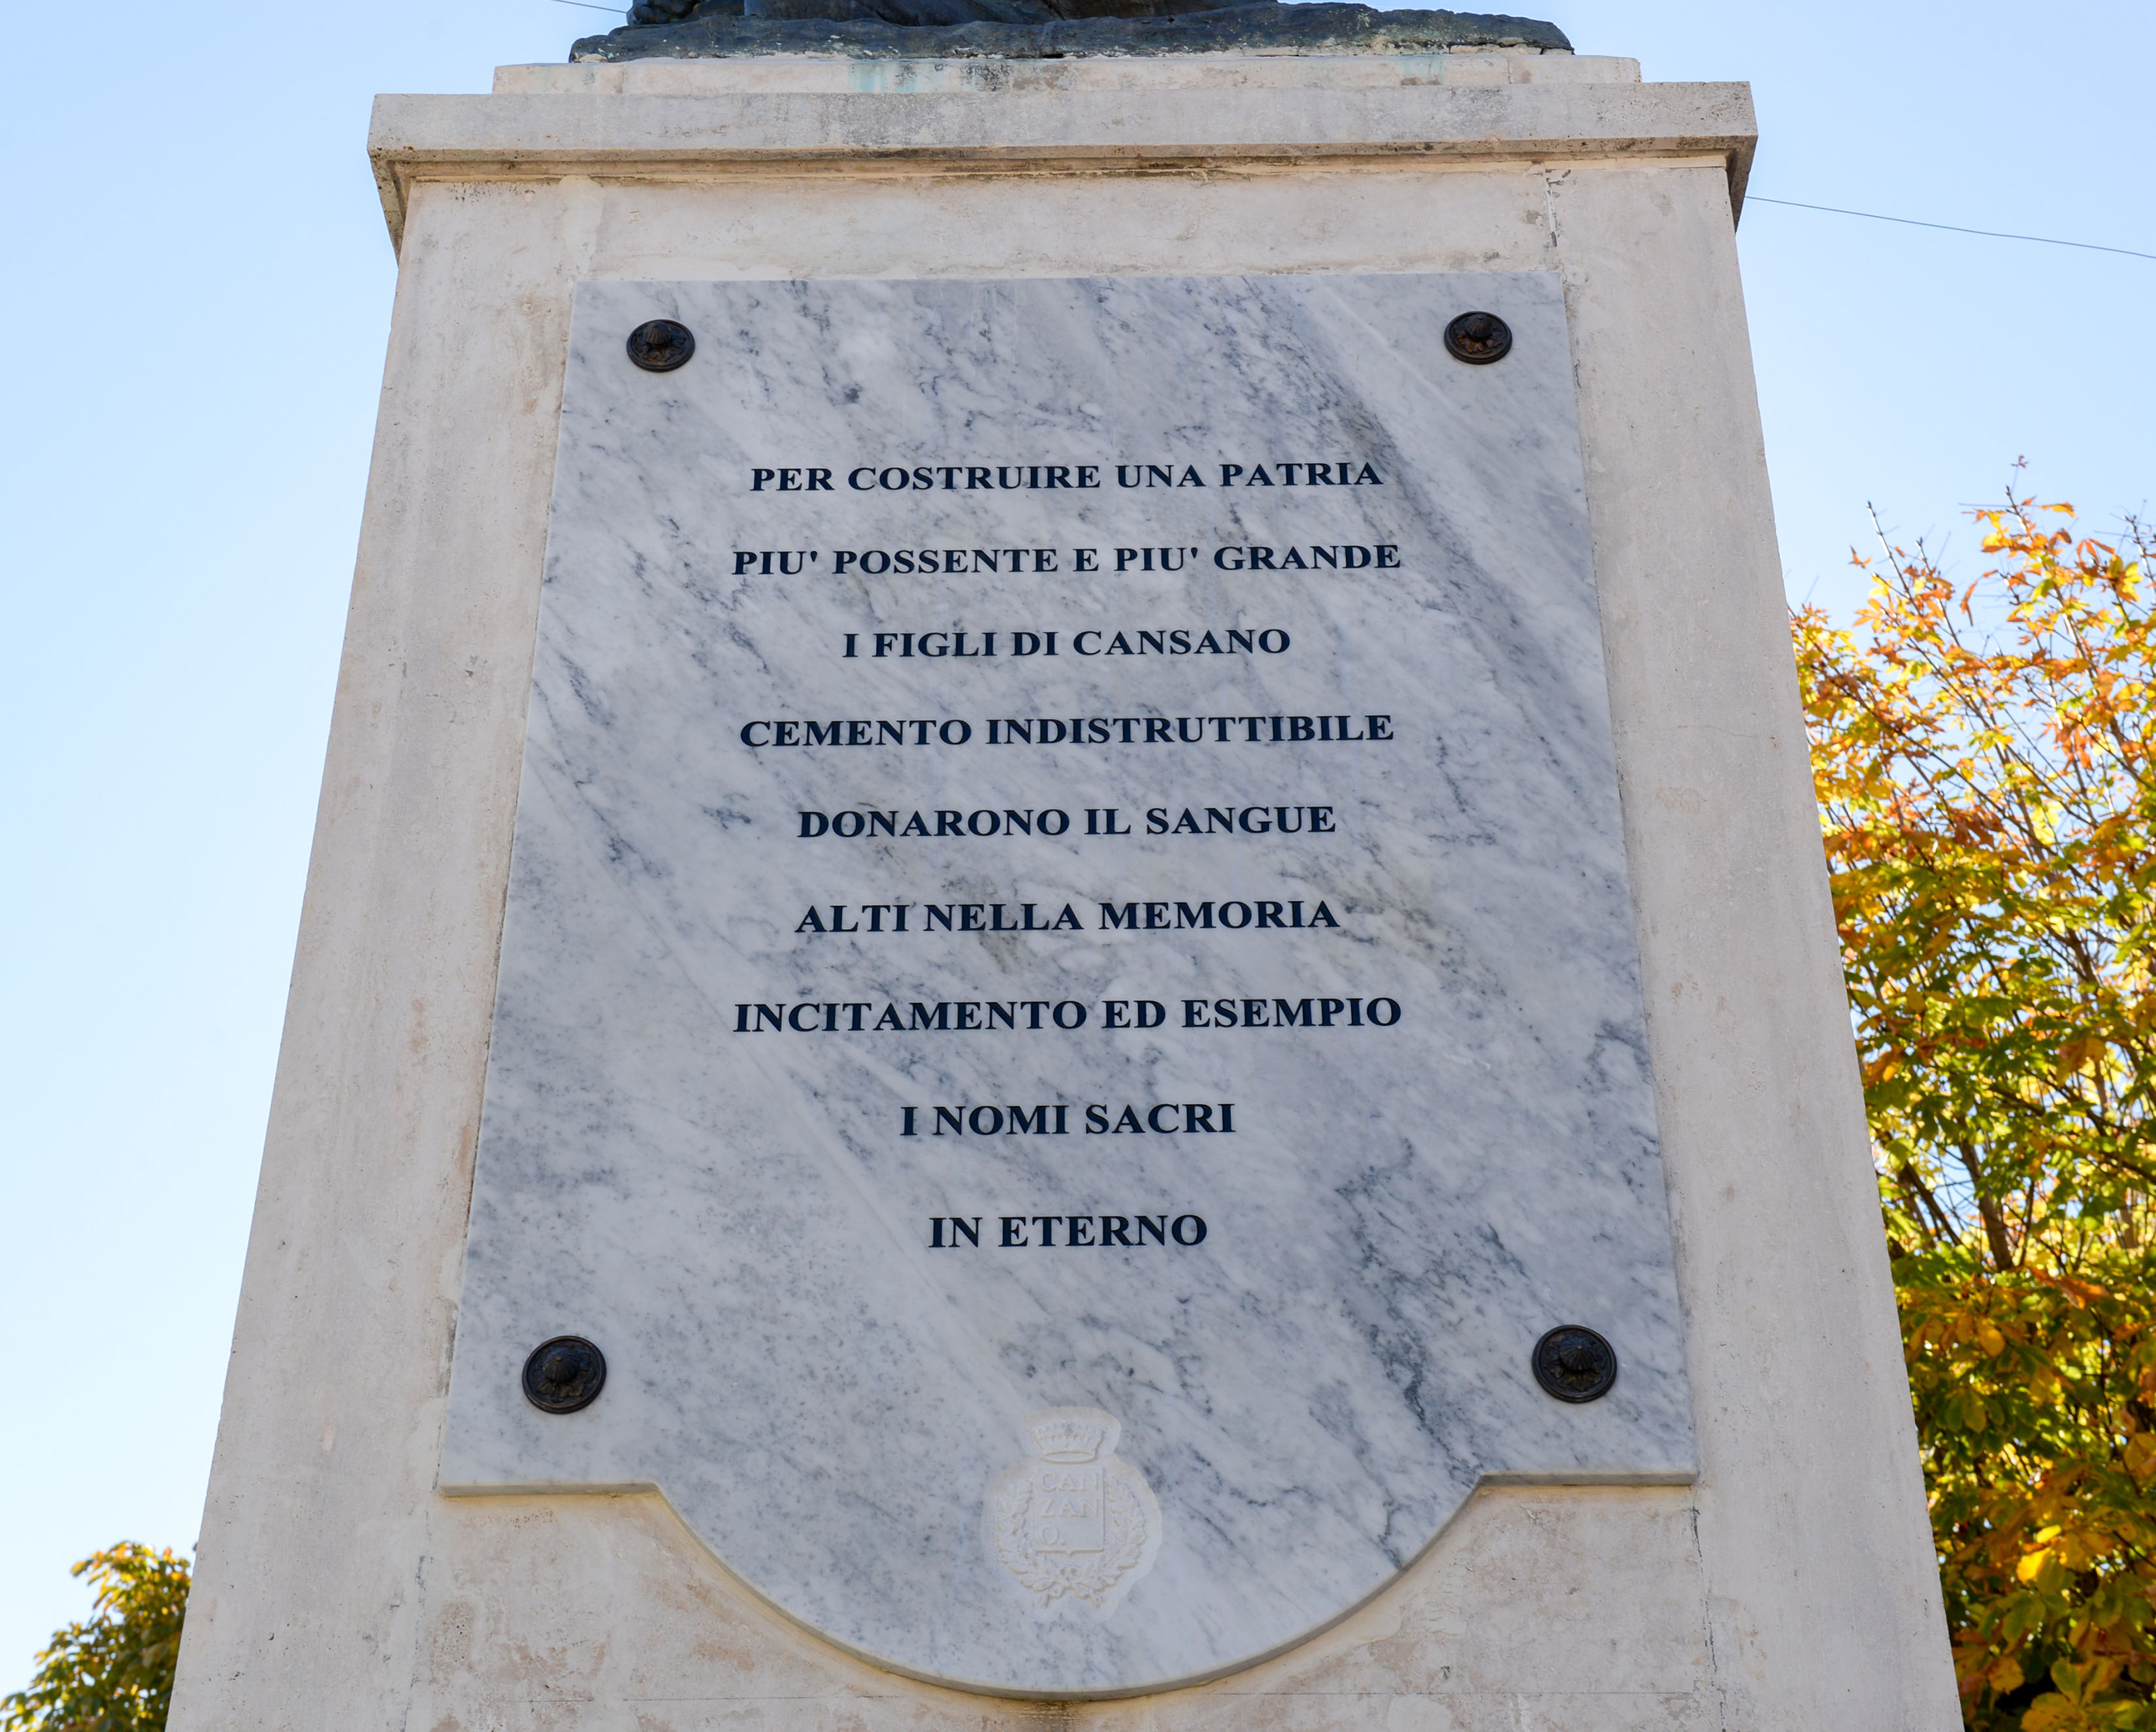 PER COSTRUIRE UNA PATRIA
PIU' POSSENTE E PIU' GRANDE
I FIGLI DI CANSANO
CEMENTO INDISTRUTTIBILE
DONARONO IL SANGUE
ALTI NELLA MEMORIA
INCITAMENTO ED ESEMPIO
I NOMI SACRI
IN ETERNO
CAN
ZAN
O.